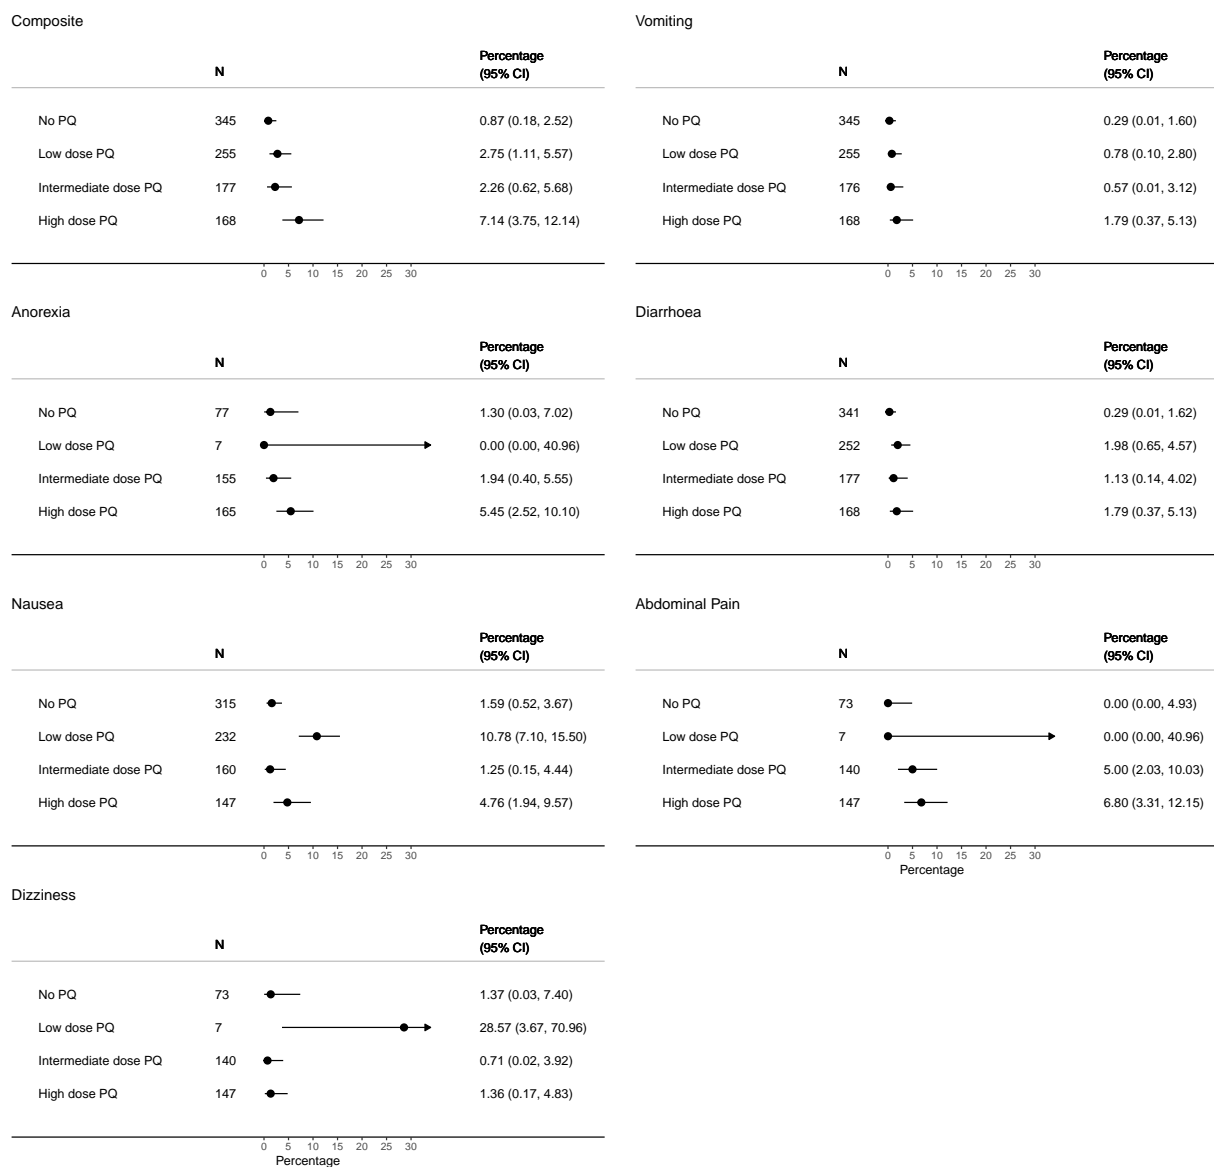 Composite
Percentage
N (95% CI)
No PQ 345 0.87 (0.18, 2.52)
Low dose PQ 255 2.75 (1.11, 5.57)
Intermediate dose PQ 177 2.26 (0.62, 5.68)
High dose PQ 168 7.14 (3.75, 12.14)
0 5 10 15 20 25 30
Vomiting
Percentage
N (95% CI)
No PQ 345 0.29 (0.01, 1.60)
Low dose PQ 255 0.78 (0.10, 2.80)
Intermediate dose PQ 176 0.57 (0.01, 3.12)
High dose PQ 168 1.79 (0.37, 5.13)
0 5 10 15 20 25 30
Anorexia
Percentage
N (95% CI)
No PQ 77 1.30 (0.03, 7.02)
Low dose PQ 7 0.00 (0.00, 40.96)
Intermediate dose PQ 155 1.94 (0.40, 5.55)
High dose PQ 165 5.45 (2.52, 10.10)
0 5 10 15 20 25 30
Diarrhoea
Percentage
N (95% CI)
No PQ 341 0.29 (0.01, 1.62)
Low dose PQ 252 1.98 (0.65, 4.57)
Intermediate dose PQ 177 1.13 (0.14, 4.02)
High dose PQ 168 1.79 (0.37, 5.13)
0 5 10 15 20 25 30
Nausea
Percentage
N (95% CI)
No PQ 315 1.59 (0.52, 3.67)
Low dose PQ 232 10.78 (7.10, 15.50)
Intermediate dose PQ 160 1.25 (0.15, 4.44)
High dose PQ 147 4.76 (1.94, 9.57)
0 5 10 15 20 25 30
Abdominal Pain
Percentage
N (95% CI)
No PQ 73 0.00 (0.00, 4.93)
Low dose PQ 7 0.00 (0.00, 40.96)
Intermediate dose PQ 140 5.00 (2.03, 10.03)
High dose PQ 147 6.80 (3.31, 12.15)
0 5 10 15 20 25 30
Percentage
Dizziness
Percentage
N (95% CI)
No PQ 73 1.37 (0.03, 7.40)
Low dose PQ 7 28.57 (3.67, 70.96)
Intermediate dose PQ 140 0.71 (0.02, 3.92)
High dose PQ 147 1.36 (0.17, 4.83)
0 5 10 15 20 25 30
Percentage